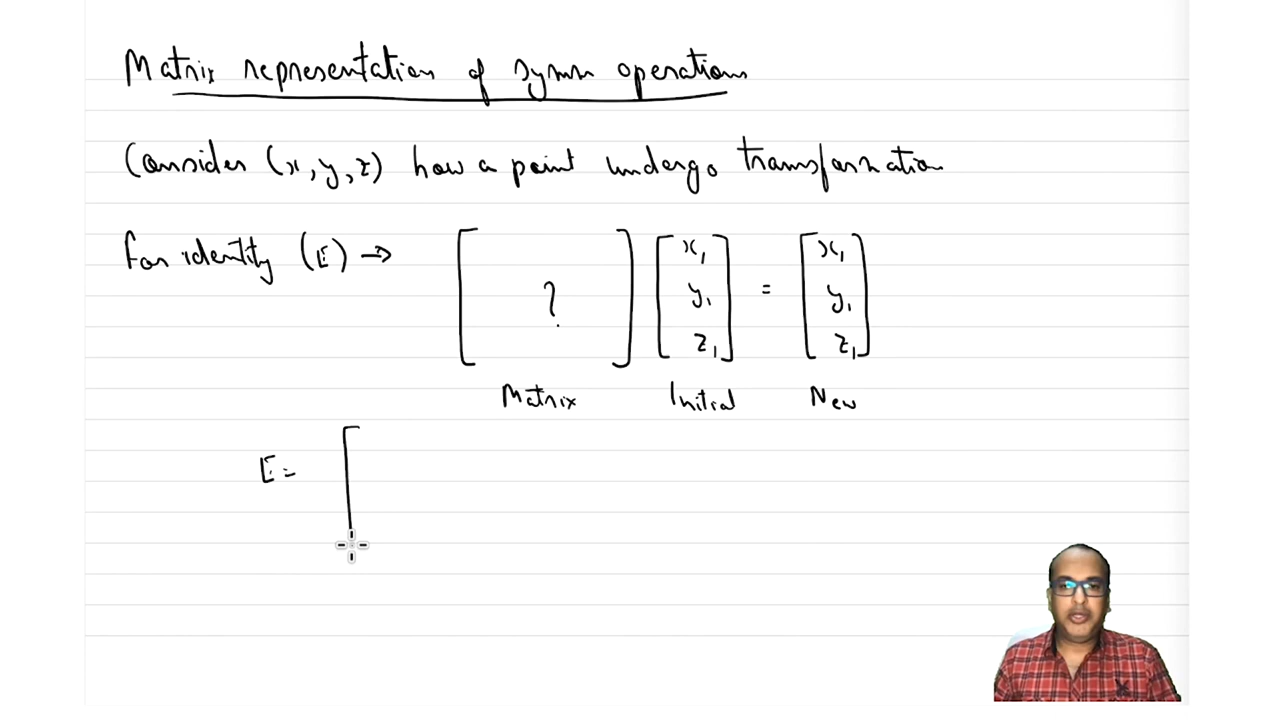 Matrix representation of symm operations
Consider (x, y, z) how a point undergo transformation
For identity (E) → [ ? ] [ x₁ y₁ z₁ ] = [ x₁ y₁ z₁ ]
Matrix Initial New
E = [